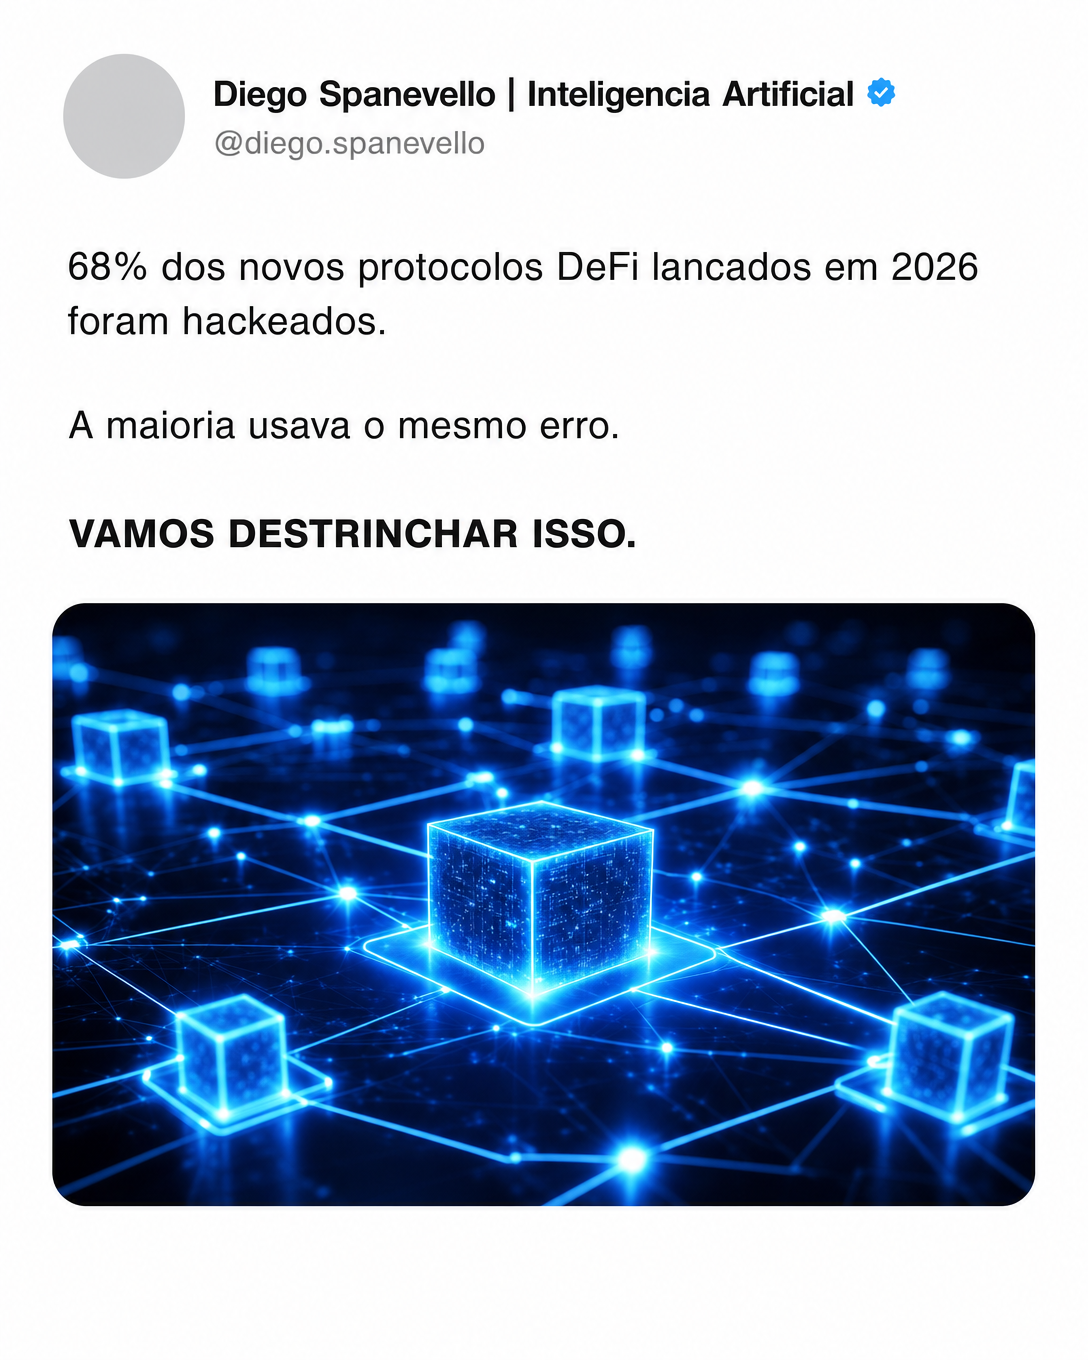 Diego Spanevello | Inteligencia Artificial
@diego.spanevello
68% dos novos protocolos DeFi lancados em 2026
foram hackeados.
A maioria usava o mesmo erro.
VAMOS DESTRINCHAR ISSO.